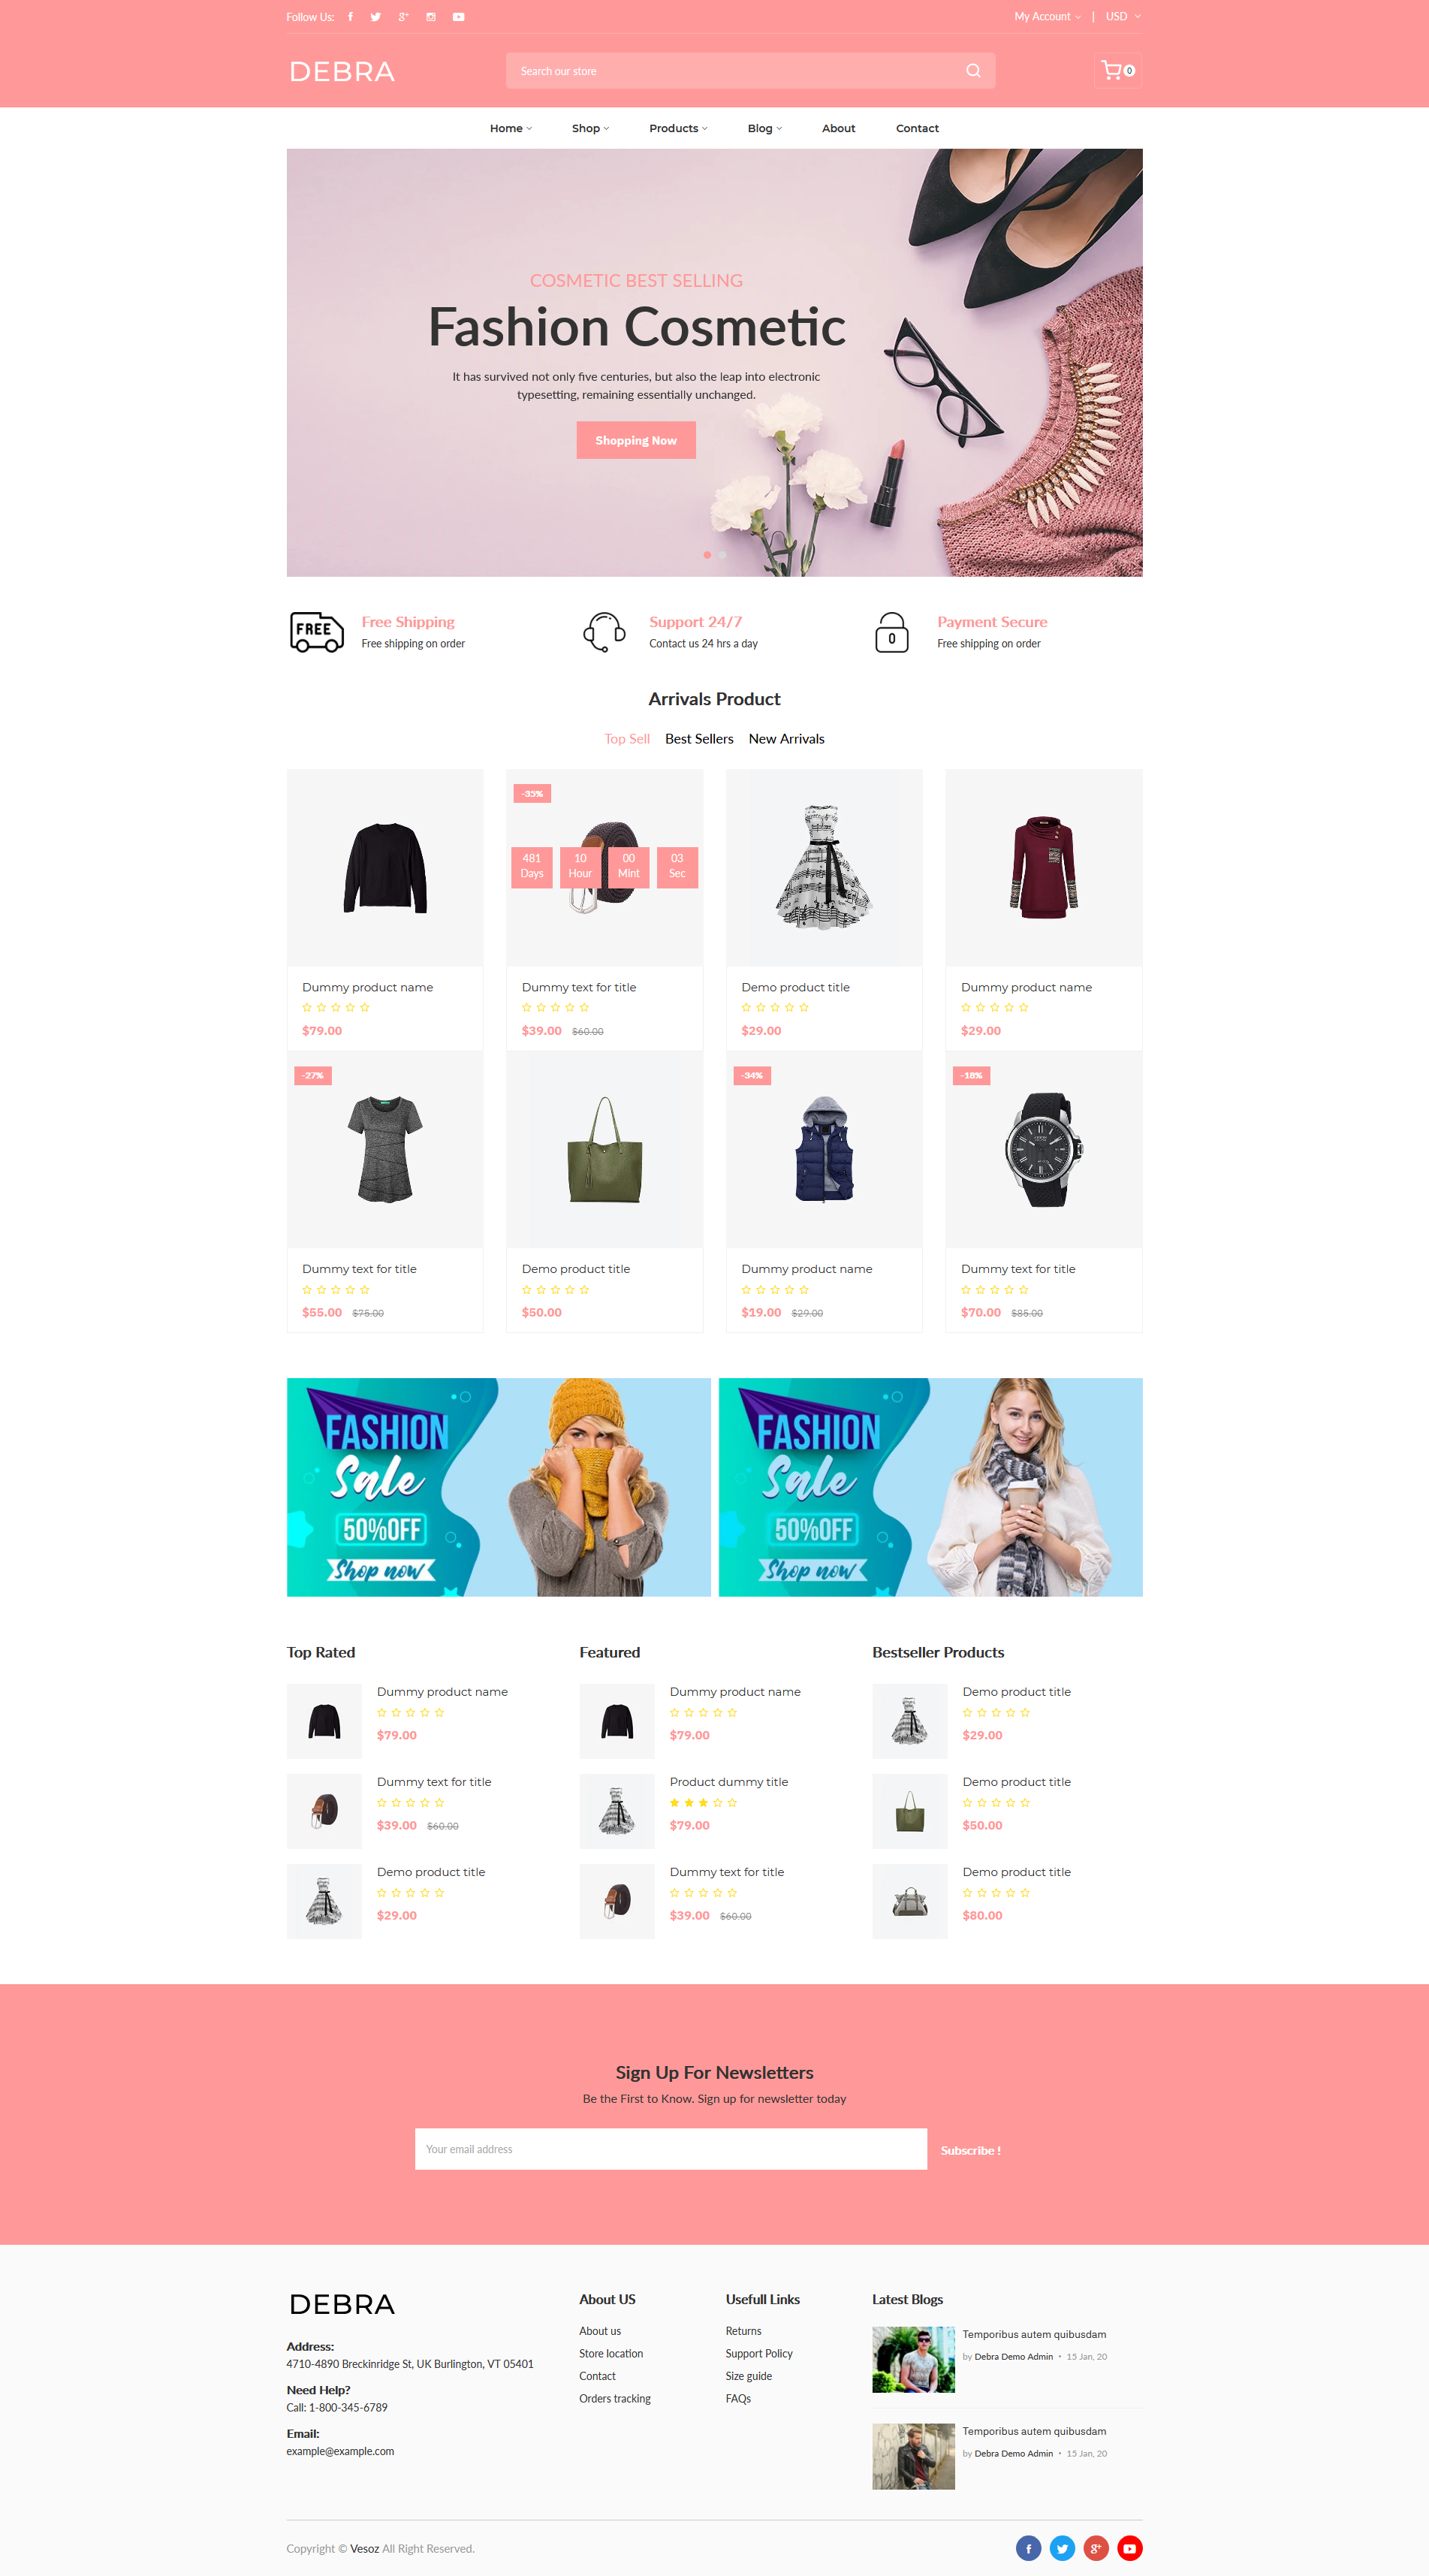 Follow Us:
My Account | USD
DEBRA
Search our store
0
Home Shop Products Blog About Contact
COSMETIC BEST SELLING
Fashion Cosmetic
It has survived not only five centuries, but also the leap into electronic
typesetting, remaining essentially unchanged.
Shopping Now
FREE
Free Shipping
Free shipping on order
Support 24/7
Contact us 24 hrs a day
0
Payment Secure
Free shipping on order
Arrivals Product
Top Sell Best Sellers New Arrivals
-35%
481 10 00 03
Days Hour Mint Sec
Dummy product name
$79.00
Dummy text for title
$39.00 $60.00
Demo product title
$29.00
Dummy product name
$29.00
-27%
-34%
-18%
Dummy text for title
$55.00 $75.00
Demo product title
$50.00
Dummy product name
$19.00 $29.00
Dummy text for title
$70.00 $85.00
FASHION
Sale
50%OFF
Shop now
FASHION
Sale
50%OFF
Shop now
Top Rated
Dummy product name
$79.00
Dummy text for title
$39.00 $60.00
Demo product title
$29.00
Featured
Dummy product name
$79.00
Product dummy title
$79.00
Dummy text for title
$39.00 $60.00
Bestseller Products
Demo product title
$29.00
Demo product title
$50.00
Demo product title
$80.00
Sign Up For Newsletters
Be the First to Know. Sign up for newsletter today
Your email address
Subscribe !
DEBRA
Address:
4710-4890 Breckinridge St, UK Burlington, VT 05401
Need Help?
Call: 1-800-345-6789
Email:
example@example.com
About US
About us
Store location
Contact
Orders tracking
Usefull Links
Returns
Support Policy
Size guide
FAQs
Latest Blogs
Temporibus autem quibusdam
by Debra Demo Admin • 15 Jan, 20
Temporibus autem quibusdam
by Debra Demo Admin • 15 Jan, 20
Copyright © Vesoz All Right Reserved.